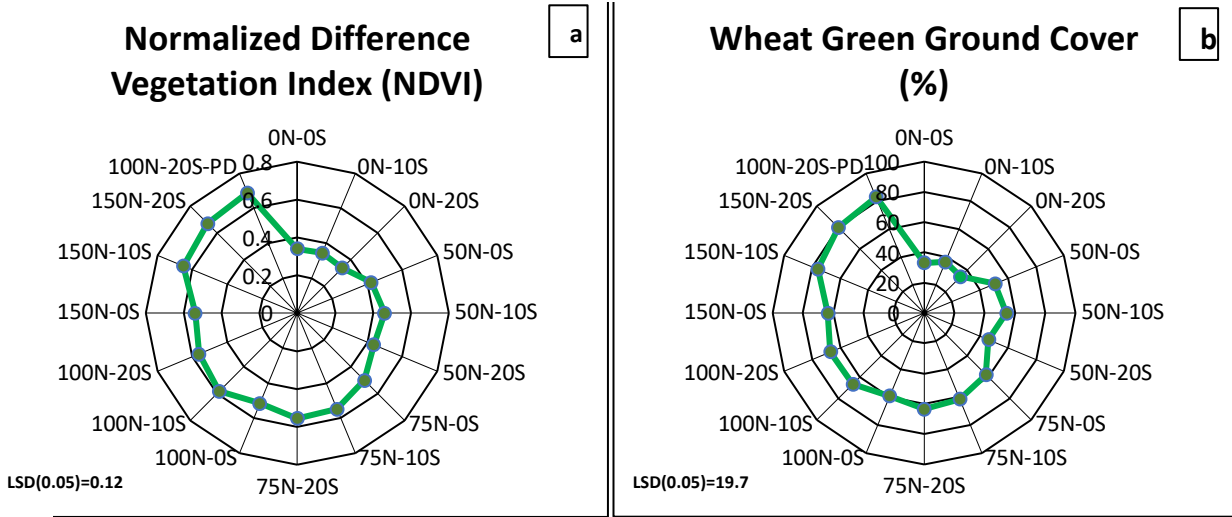 Normalized Difference
Vegetation Index (NDVI)
a
0N-0S
0N-10S
0N-20S
50N-0S
50N-10S
50N-20S
75N-0S
75N-10S
75N-20S
100N-0S
100N-10S
100N-20S
150N-0S
150N-10S
150N-20S
100N-20S-PD
0.8
0.6
0.4
0.2
0
LSD(0.05)=0.12
Wheat Green Ground Cover
(%)
b
0N-0S
0N-10S
0N-20S
50N-0S
50N-10S
50N-20S
75N-0S
75N-10S
75N-20S
100N-0S
100N-10S
100N-20S
150N-0S
150N-10S
150N-20S
100N-20S-PD
100
80
60
40
20
0
LSD(0.05)=19.7